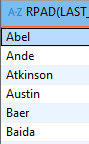 A-Z RPAD(LAST_
Abel
Ande
Atkinson
Austin
Baer
Baida